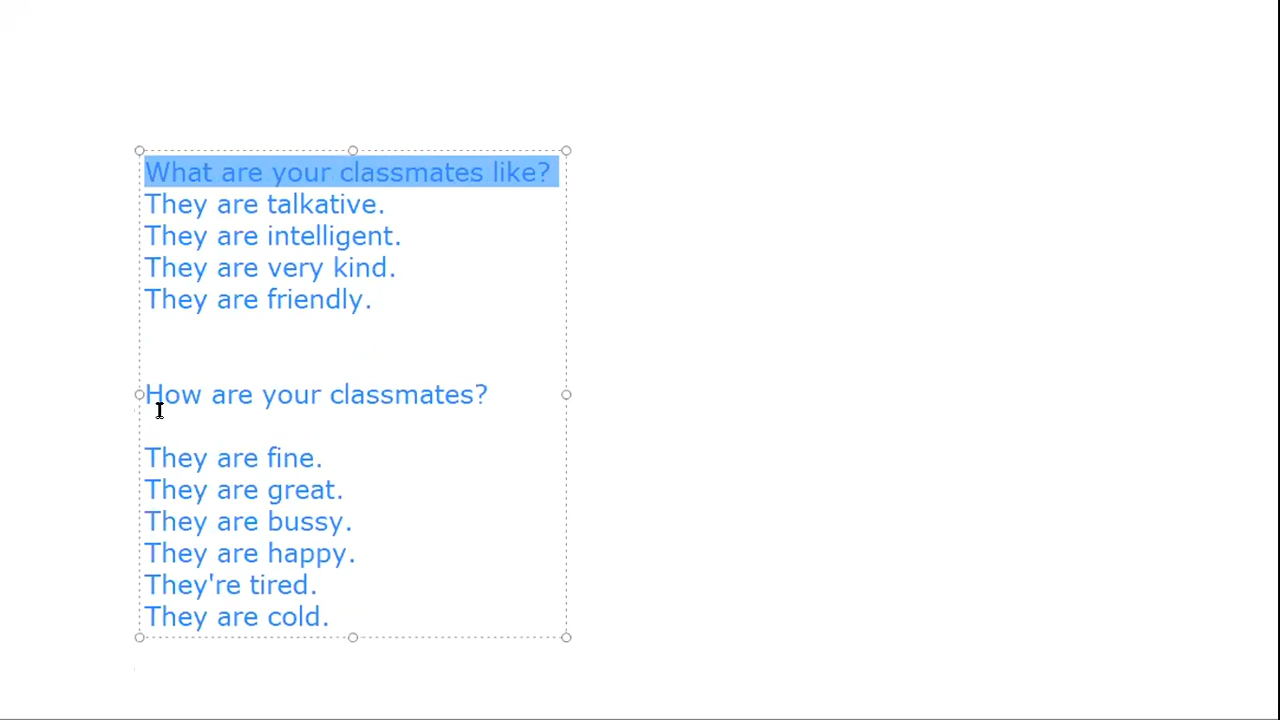 What are your classmates like?
They are talkative.
They are intelligent.
They are very kind.
They are friendly.
How are your classmates?
They are fine.
They are great.
They are bussy.
They are happy.
They're tired.
They are cold.